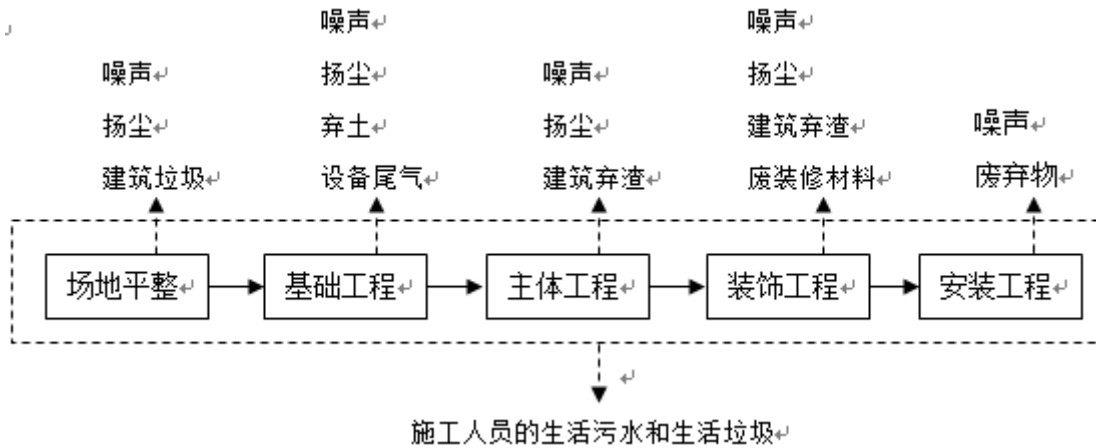 噪声
扬尘
建筑垃圾
噪声
扬尘
弃土
设备尾气
噪声
扬尘
建筑弃渣
噪声
扬尘
建筑弃渣
废装修材料
噪声
废弃物
场地平整
基础工程
主体工程
装饰工程
安装工程
施工人员的生活污水和生活垃圾